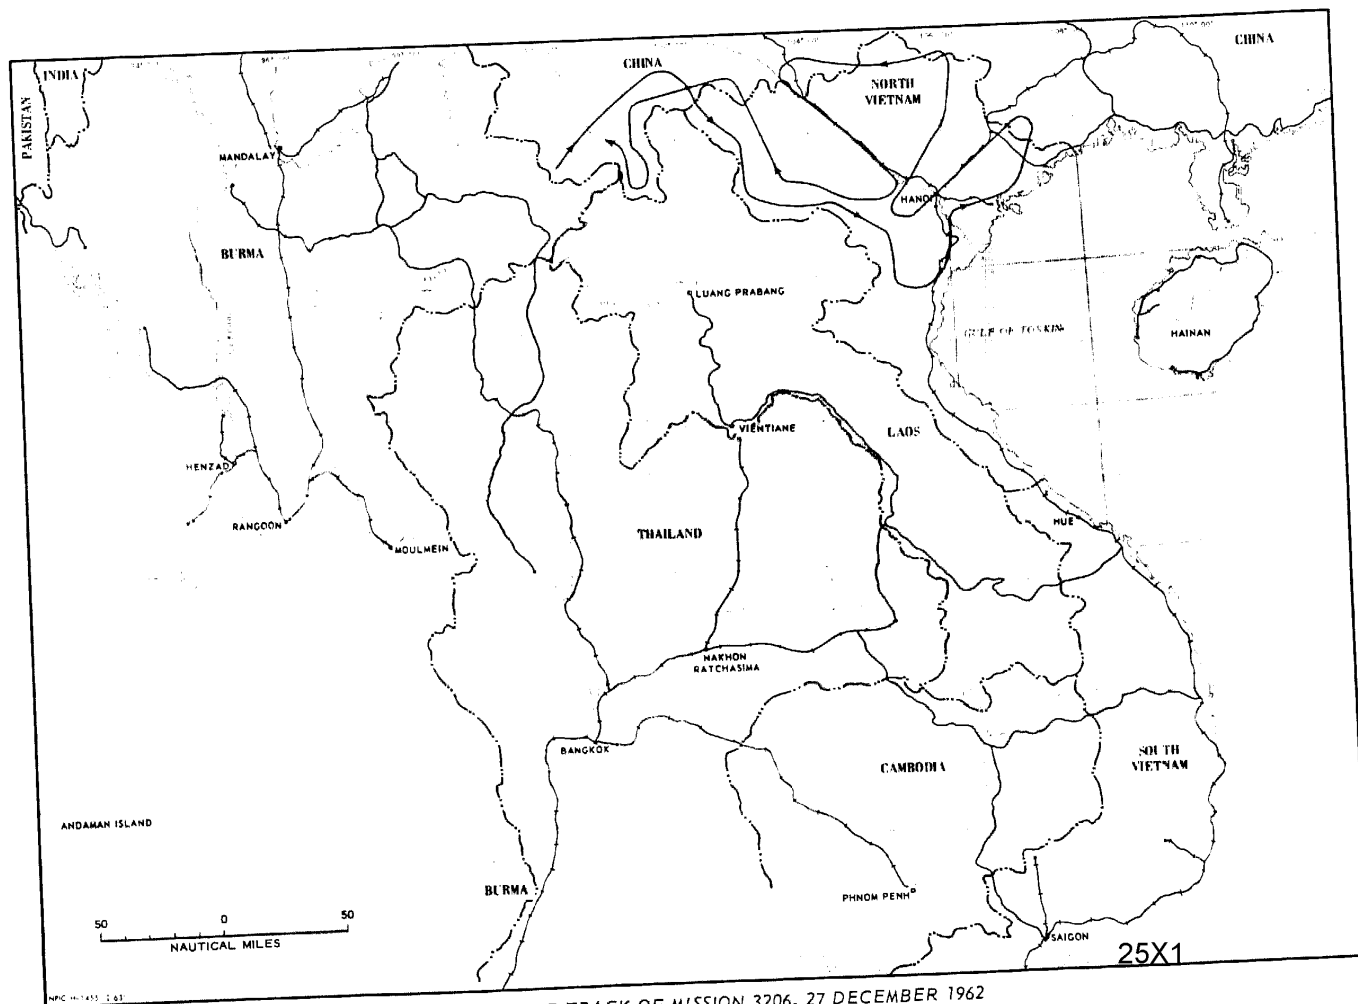 INDIA
PAKISTAN
CHINA
CHINA
NORTH
VIETNAM
MANDALAY
HANOI
BURMA
LUANG PRABANG
GULF OF TONKIN
HAINAN
VIENTIANE
LAOS
HENZAD
RANGOON
MOULMEIN
HUE
THAILAND
NAKHON
RATCHASIMA
BANGKOK
CAMBODIA
SOUTH
VIETNAM
ANDAMAN ISLAND
BURMA
PHNOM PENH
SAIGON
50 0 50
NAUTICAL MILES
25X1
TRACK OF MISSION 3206, 27 DECEMBER 1962